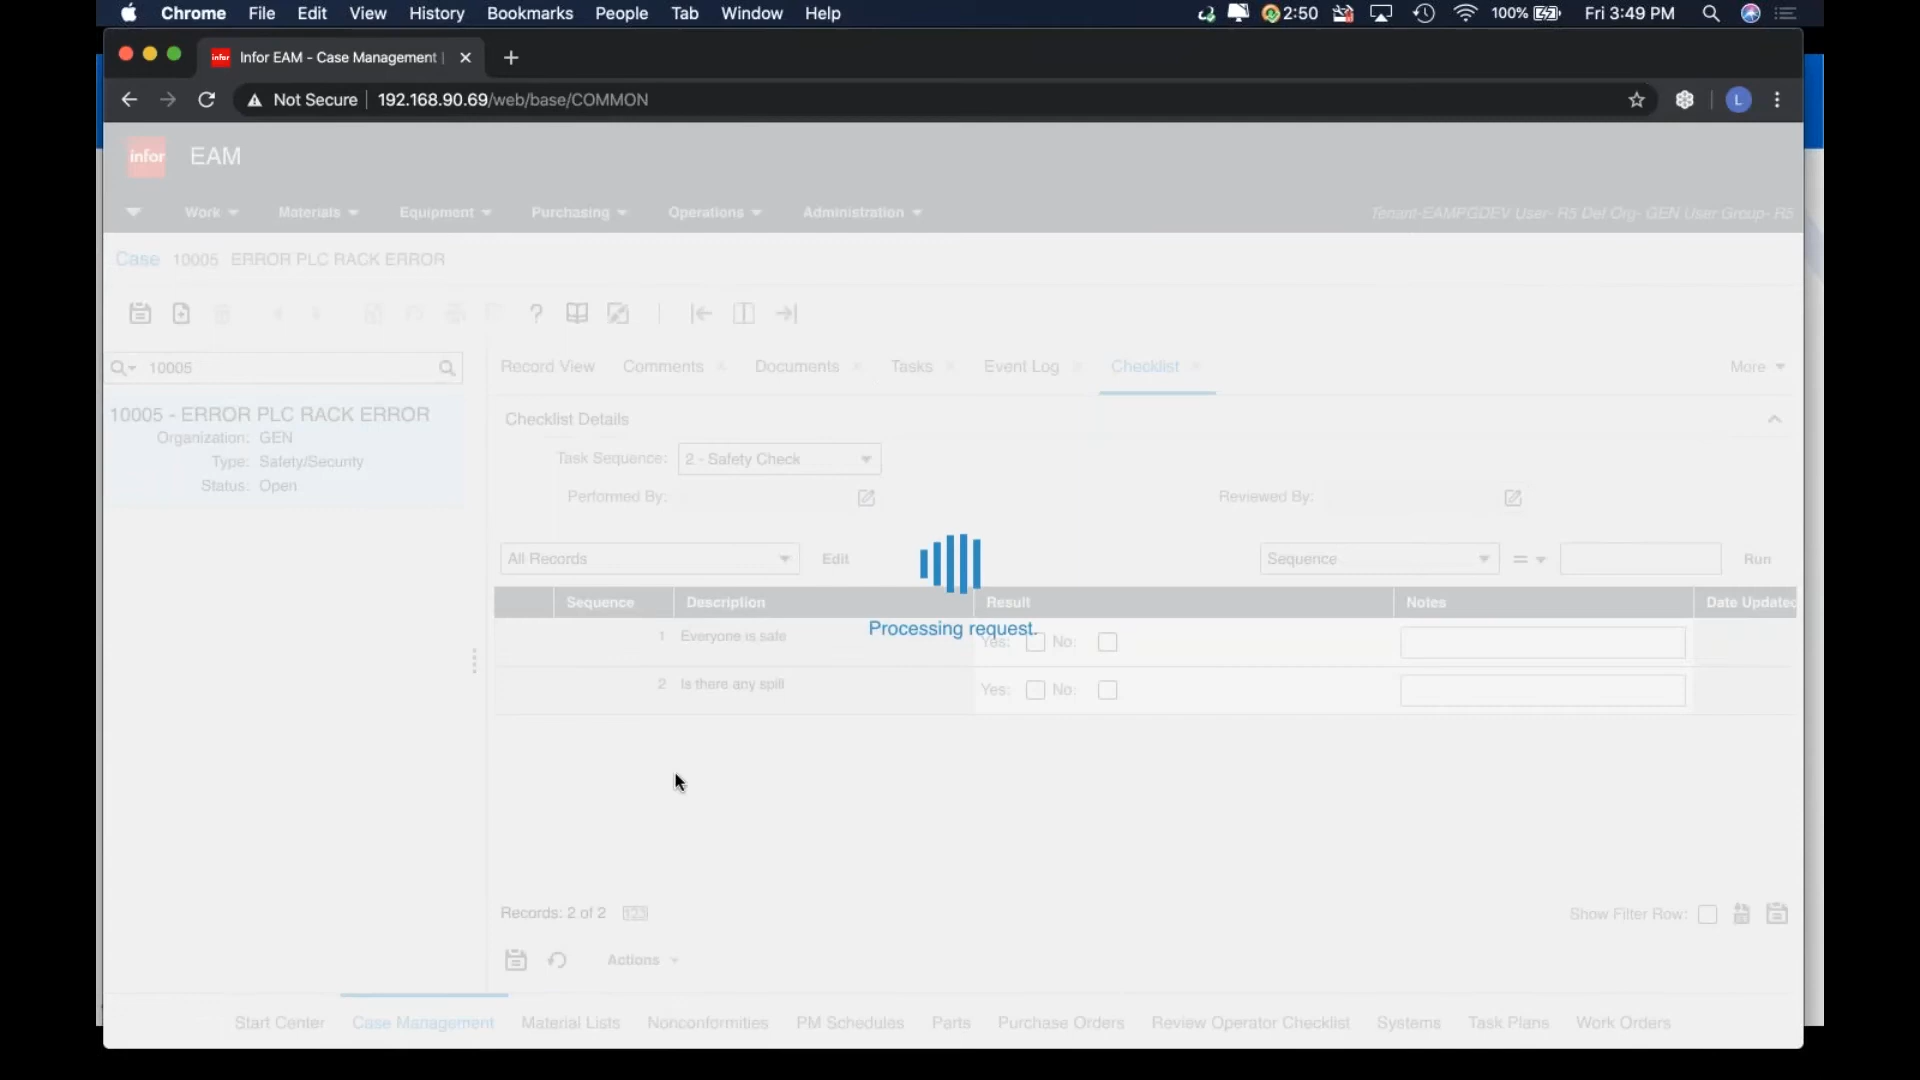 Chrome File Edit View History Bookmarks People Tab Window Help 2:50 100% Fri 3:49 PM
infor Infor EAM - Case Management
Not Secure 192.168.90.69/web/base/COMMON L
infor EAM
Work Materials Equipment Purchasing Operations Administration Tenant-EAMPGDEV User- R5 Def Org- GEN User Group- R5
Case 10005 ERROR PLC RACK ERROR
?
10005
Record View Comments Documents Tasks Event Log Checklist More
10005 - ERROR PLC RACK ERROR
Organization: GEN
Type: Safety/Security
Status: Open
Checklist Details
Task Sequence: 2 - Safety Check
Performed By: Reviewed By:
All Records Edit Sequence = Run
Sequence Description Result Notes Date Updated
Processing request.
1 Everyone is safe Yes: No:
2 Is there any spill Yes: No:
Records: 2 of 2 123 Show Filter Row:
Actions
Start Center Case Management Material Lists Nonconformities PM Schedules Parts Purchase Orders Review Operator Checklist Systems Task Plans Work Orders